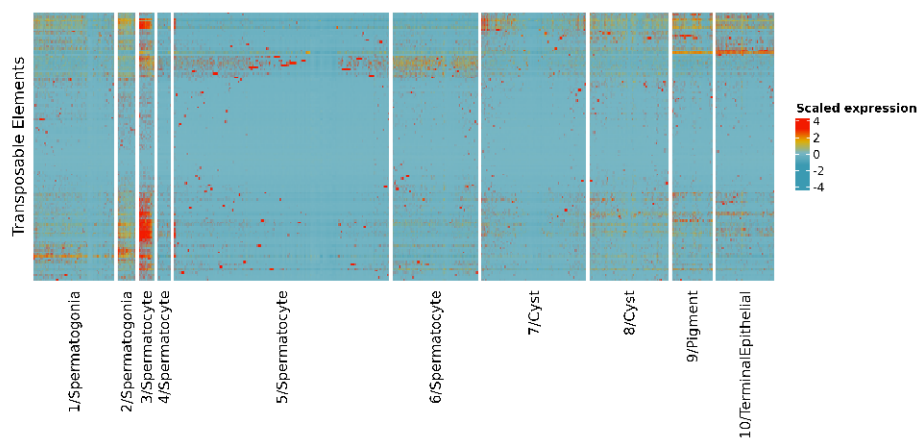 Transposable Elements
Scaled expression
4
2
0
-2
-4
1/Spermatogonia
2/Spermatogonia
3/Spermatocyte
4/Spermatocyte
5/Spermatocyte
6/Spermatocyte
7/Cyst
8/Cyst
9/Pigment
10/TerminalEpithelial